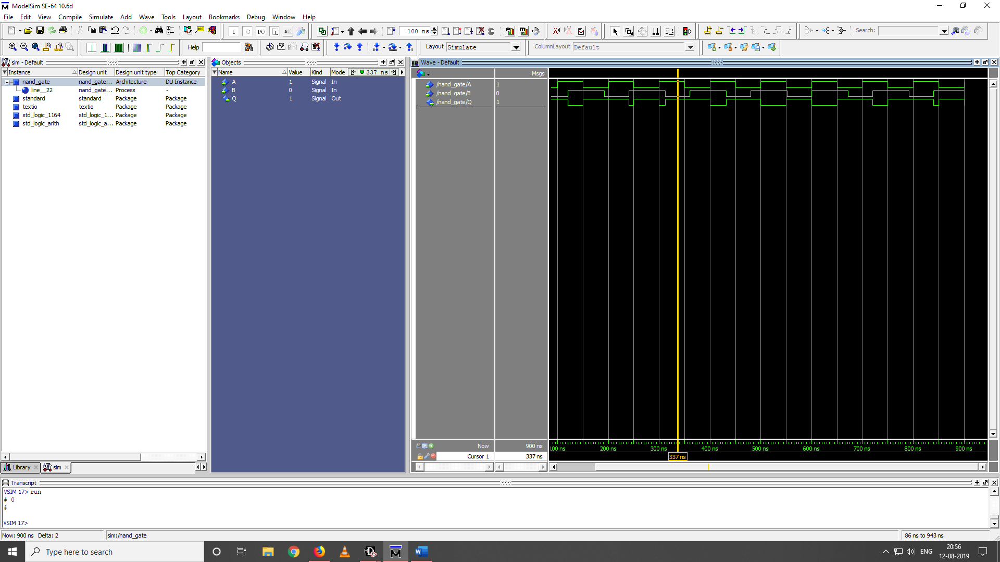 ModelSim SE-64 10.6d
File Edit View Compile Simulate Add Wave Tools Layout Bookmarks Debug Window Help
100 ns
Search:
Help
Layout Simulate
ColumnLayout Default
sim - Default
Instance Design unit Design unit type Top Category
nand_gate nand_gate... Architecture DU Instance
line__22 nand_gate... Process -
standard standard Package Package
textio textio Package Package
std_logic_1164 std_logic_1... Package Package
std_logic_arith std_logic_a... Package Package
Library sim
Objects
Name Value Kind Mode 337 ns
A 1 Signal In
B 0 Signal In
Q 1 Signal Out
Wave - Default
Msgs
/nand_gate/A 1
/nand_gate/B 0
/nand_gate/Q 1
Now 900 ns
100 ns 200 ns 300 ns 400 ns 500 ns 600 ns 700 ns 800 ns 900 ns
Cursor 1 337 ns
337 ns
Transcript
VSIM 17> run
# 0
#
VSIM 17>
Now: 900 ns Delta: 2 sim:/nand_gate 86 ns to 943 ns
Type here to search
ENG
20:56
12-08-2019